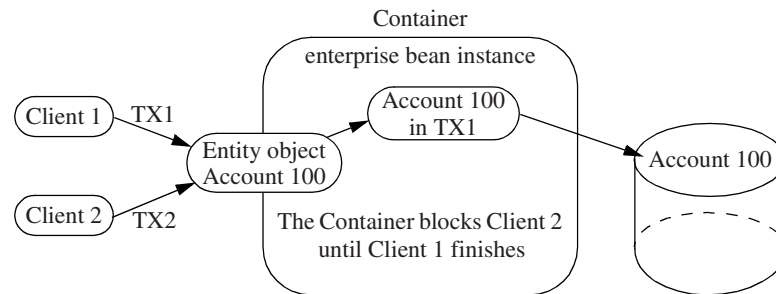 Container
enterprise bean instance
Client 1
TX1
Account 100
in TX1
Entity object
Account 100
Account 100
Client 2
TX2
The Container blocks Client 2
until Client 1 finishes